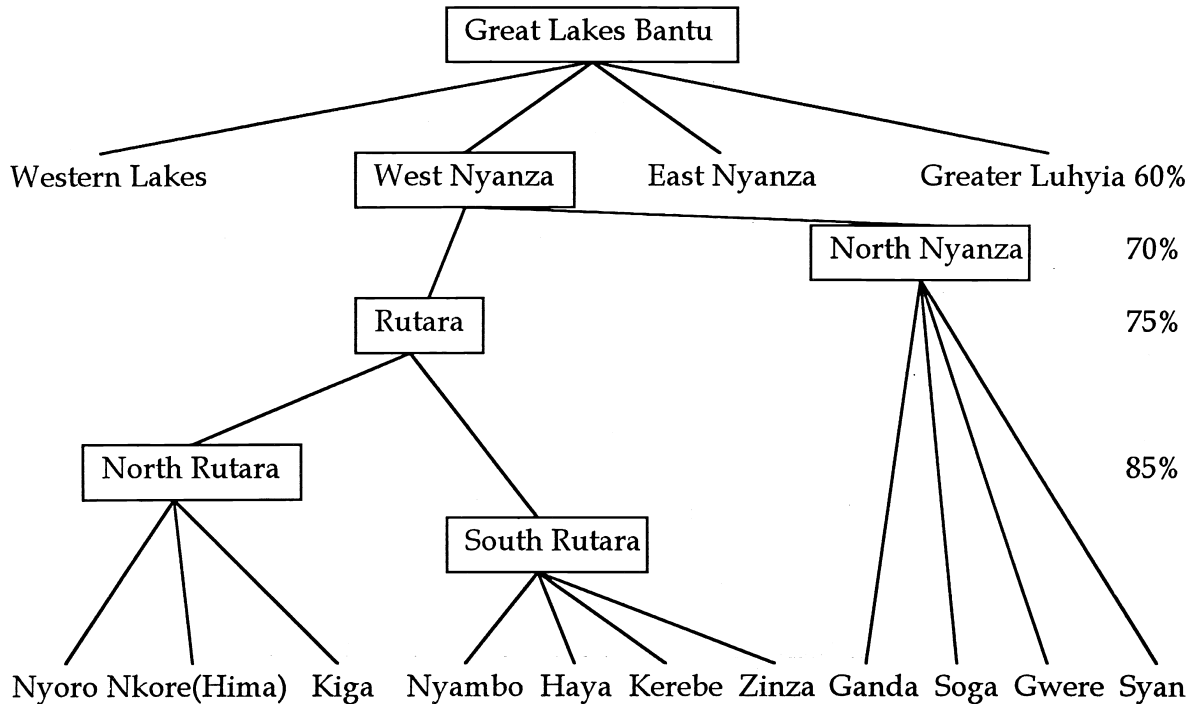 Great Lakes Bantu
Western Lakes West Nyanza East Nyanza Greater Luhyia 60%
North Nyanza 70%
Rutara 75%
North Rutara 85%
South Rutara
Nyoro Nkore(Hima) Kiga Nyambo Haya Kerebe Zinza Ganda Soga Gwere Syan